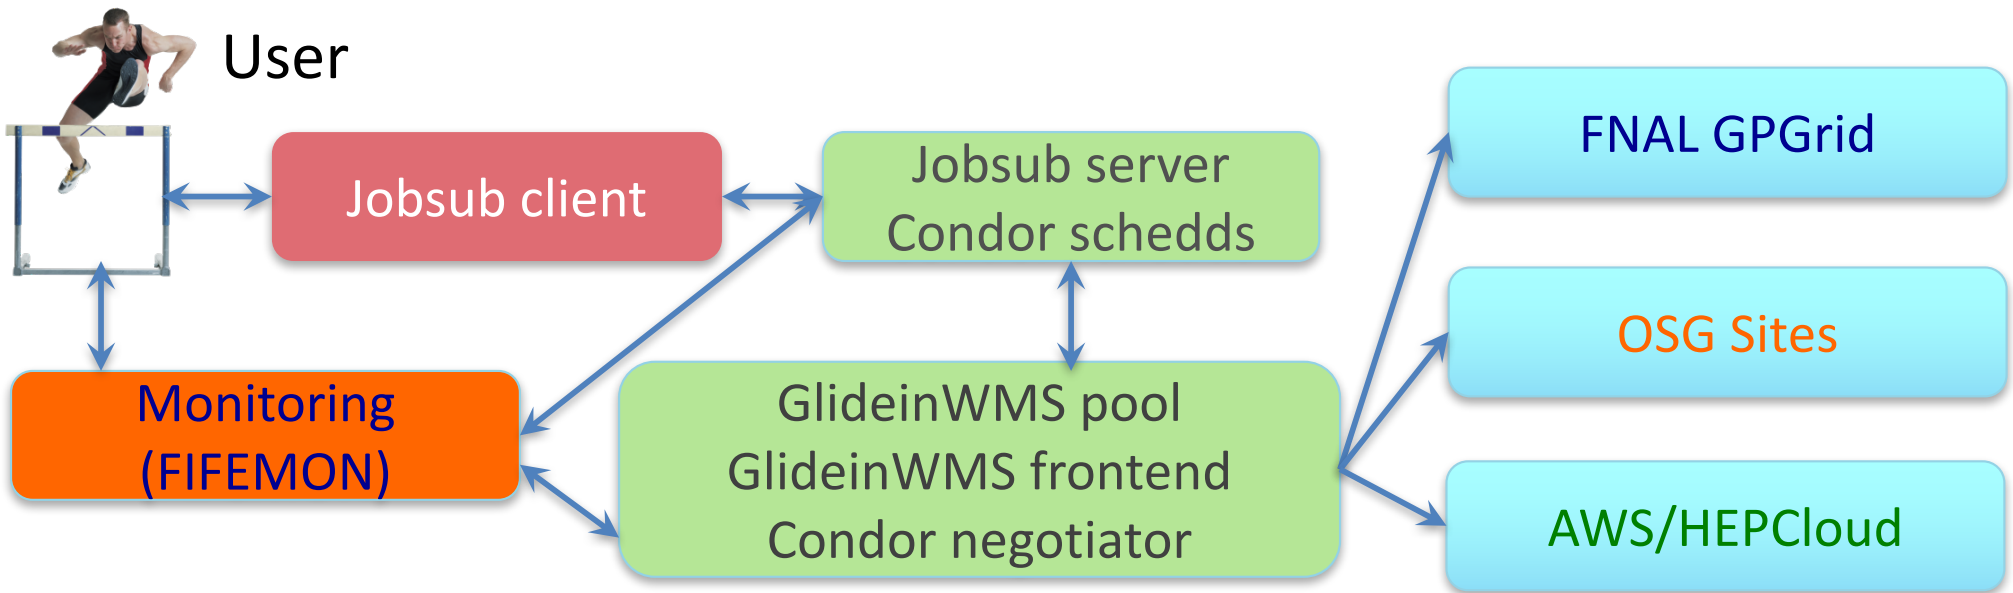 User
Jobsub client
Jobsub server
Condor schedds
Monitoring
(FIFEMON)
GlideinWMS pool
GlideinWMS frontend
Condor negotiator
FNAL GPGrid
OSG Sites
AWS/HEPCloud